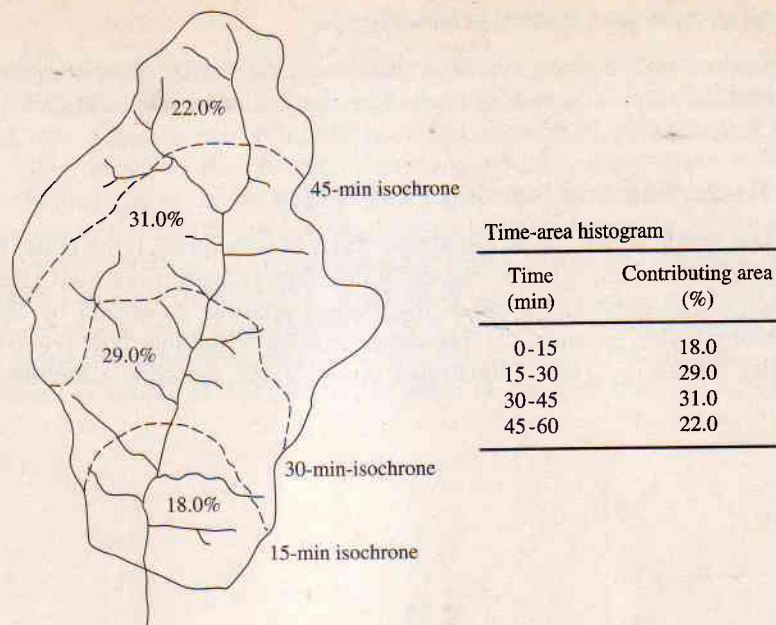 22.0%
45-min isochrone
31.0%
29.0%
30-min-isochrone
18.0%
15-min isochrone
Time-area histogram
Time Contributing area
(min) (%)
0-15 18.0
15-30 29.0
30-45 31.0
45-60 22.0